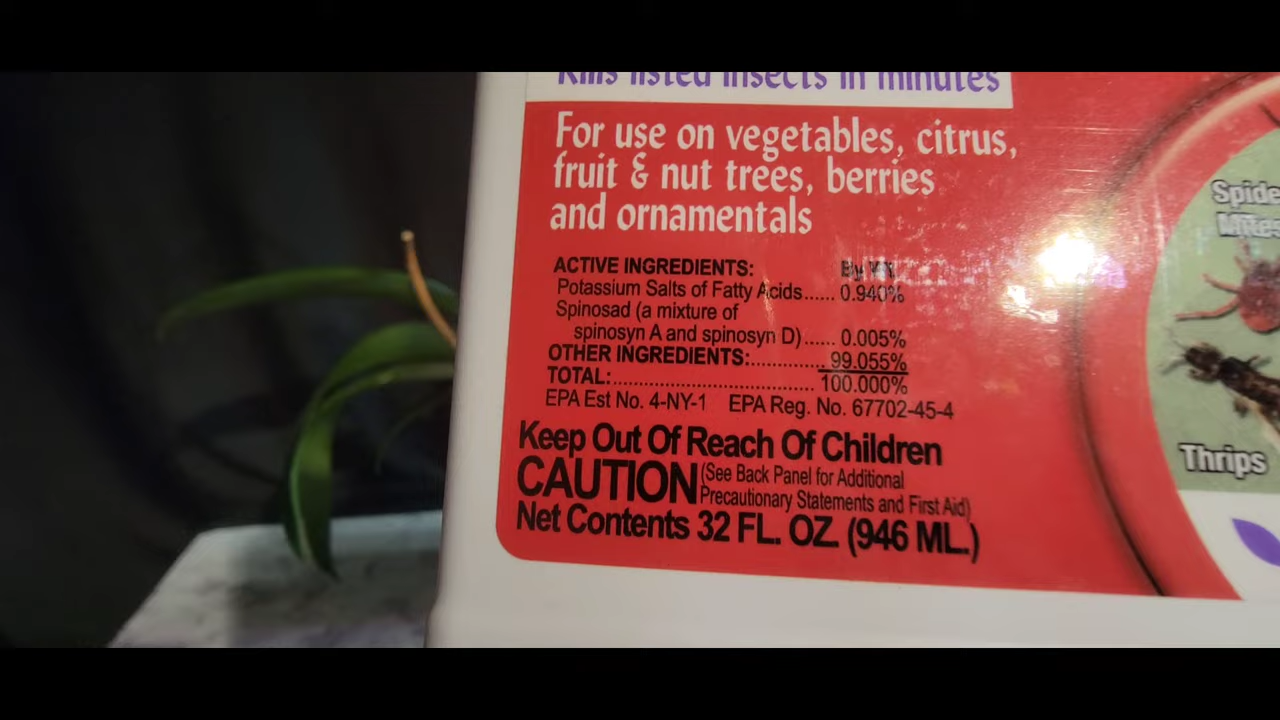 Kills listed insects in minutes
For use on vegetables, citrus,
fruit & nut trees, berries
and ornamentals
ACTIVE INGREDIENTS: By Wt.
Potassium Salts of Fatty Acids...... 0.940%
Spinosad (a mixture of
spinosyn A and spinosyn D)...... 0.005%
OTHER INGREDIENTS:.............. 99.055%
TOTAL:...................................... 100.000%
EPA Est No. 4-NY-1 EPA Reg. No. 67702-45-4
Keep Out Of Reach Of Children
CAUTION (See Back Panel for Additional
Precautionary Statements and First Aid)
Net Contents 32 FL. OZ. (946 ML.)
Spide
Mites
Thrips